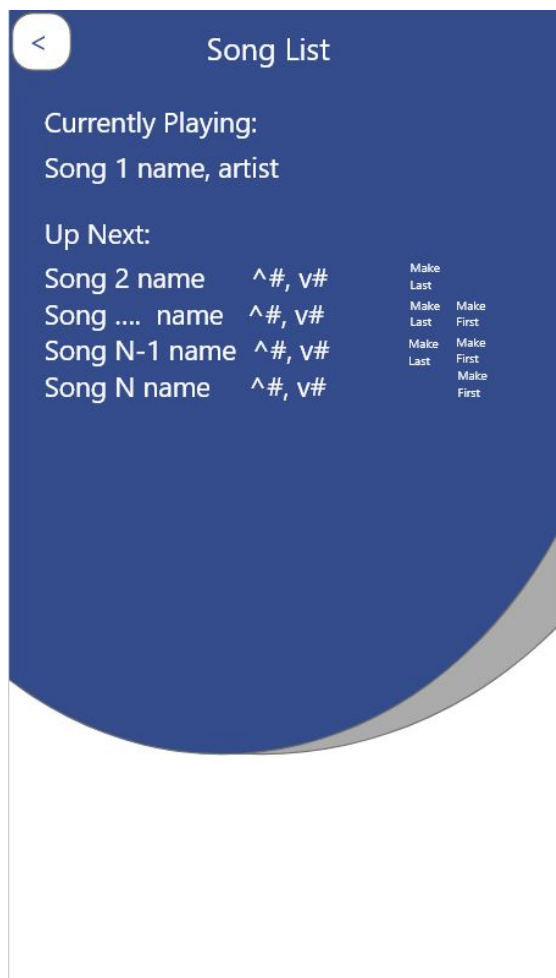 <
Song List
Currently Playing:
Song 1 name, artist
Up Next:
Song 2 name ^#, v# Make Last
Song .... name ^#, v# Make Last Make First
Song N-1 name ^#, v# Make Last Make First
Song N name ^#, v# Make First